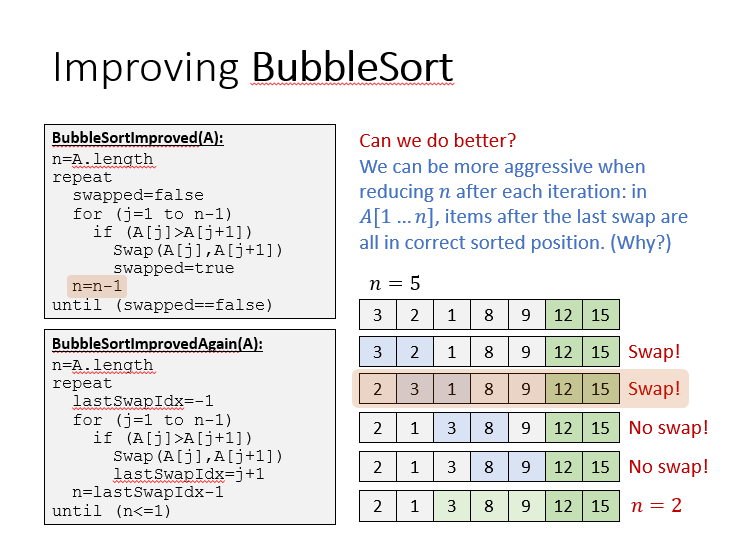 Improving BubbleSort
BubbleSortImproved(A):
n=A.length
repeat
swapped=false
for (j=1 to n-1)
if (A[j]>A[j+1])
Swap(A[j],A[j+1])
swapped=true
n=n-1
until (swapped==false)
BubbleSortImprovedAgain(A):
n=A.length
repeat
lastSwapIdx=-1
for (j=1 to n-1)
if (A[j]>A[j+1])
Swap(A[j],A[j+1])
lastSwapIdx=j+1
n=lastSwapIdx-1
until (n<=1)
Can we do better?
We can be more aggressive when
reducing n after each iteration: in
A[1 … n], items after the last swap are
all in correct sorted position. (Why?)
n = 5
3 2 1 8 9 12 15
3 2 1 8 9 12 15 Swap!
2 3 1 8 9 12 15 Swap!
2 1 3 8 9 12 15 No swap!
2 1 3 8 9 12 15 No swap!
2 1 3 8 9 12 15 n = 2